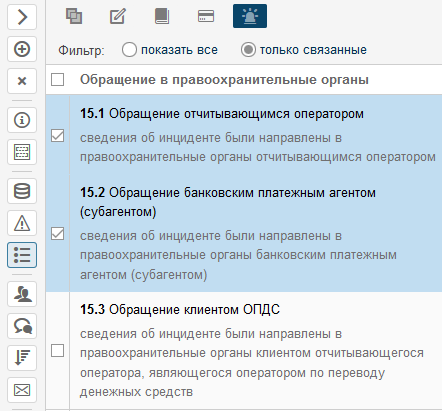 Фильтр: показать все только связанные
Обращение в правоохранительные органы
15.1 Обращение отчитывающимся оператором
сведения об инциденте были направлены в
правоохранительные органы отчитывающимся оператором
15.2 Обращение банковским платежным агентом
(субагентом)
сведения об инциденте были направлены в
правоохранительные органы банковским платежным
агентом (субагентом)
15.3 Обращение клиентом ОПДС
сведения об инциденте были направлены в
правоохранительные органы клиентом отчитывающегося
оператора, являющегося оператором по переводу
денежных средств